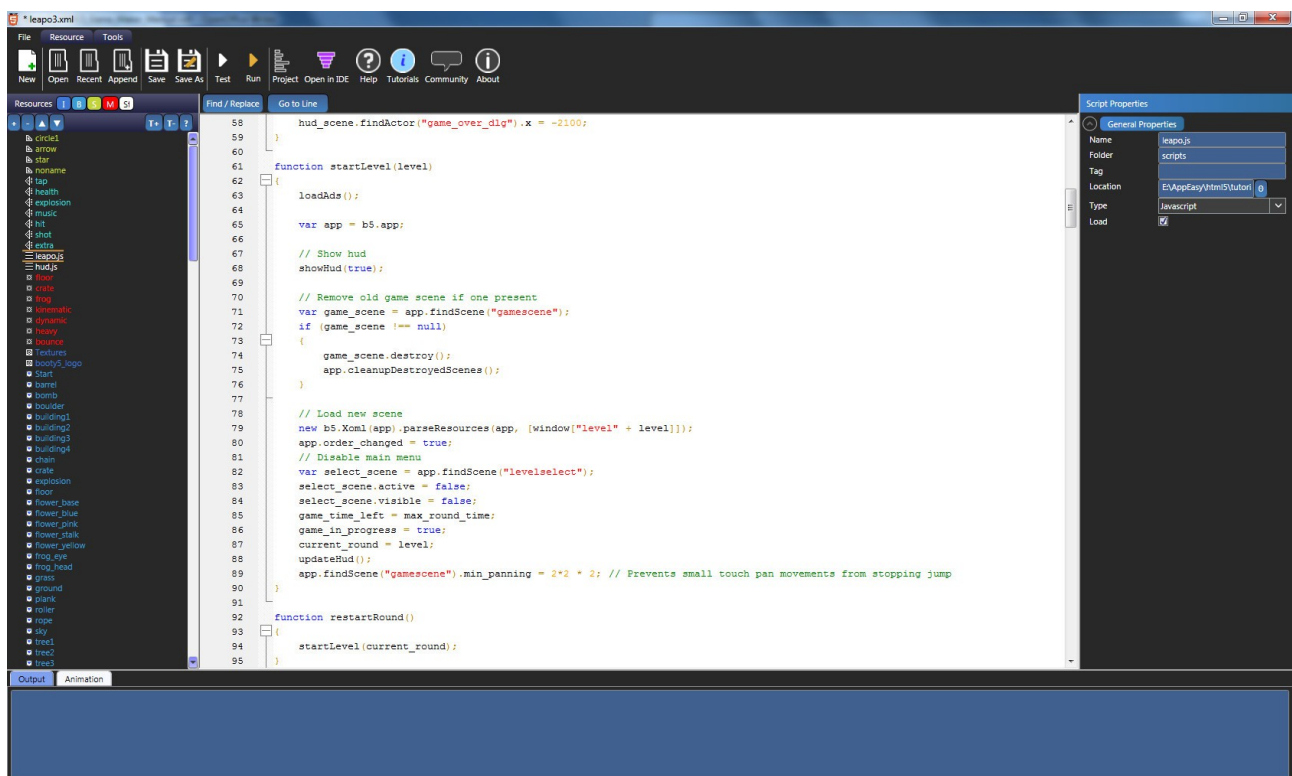 * leapo3.xml
File Resource Tools
New Open Recent Append Save Save As Test Run Project Open in IDE Help Tutorials Community About
Resources I B S M S!
Find / Replace Go to Line
Script Properties
+ - T+ T- ?
General Properties
Name leapo.js
Folder scripts
Tag
Location E:\AppEasy\html5\tutori
Type Javascript
Load
circle1
arrow
star
noname
tap
health
explosion
music
hit
shot
extra
leapo.js
hud.js
floor
crate
frog
kinematic
dynamic
heavy
bounce
Textures
booty5_logo
Start
barrel
bomb
boulder
building1
building2
building3
building4
chain
crate
explosion
floor
flower_base
flower_blue
flower_pink
flower_stalk
flower_yellow
frog_eye
frog_head
grass
ground
plank
roller
rope
sky
tree1
tree2
tree3
58 hud_scene.findActor("game_over_dlg").x = -2100;
59 }
60
61 function startLevel(level)
62 {
63 loadAds();
64
65 var app = b5.app;
66
67 // Show hud
68 showHud(true);
69
70 // Remove old game scene if one present
71 var game_scene = app.findScene("gamescene");
72 if (game_scene !== null)
73 {
74 game_scene.destroy();
75 app.cleanupDestroyedScenes();
76 }
77
78 // Load new scene
79 new b5.Xoml(app).parseResources(app, [window["level" + level]]);
80 app.order_changed = true;
81 // Disable main menu
82 var select_scene = app.findScene("levelselect");
83 select_scene.active = false;
84 select_scene.visible = false;
85 game_time_left = max_round_time;
86 game_in_progress = true;
87 current_round = level;
88 updateHud();
89 app.findScene("gamescene").min_panning = 2*2 * 2; // Prevents small touch pan movements from stopping jump
90 }
91
92 function restartRound()
93 {
94 startLevel(current_round);
95 }
Output Animation